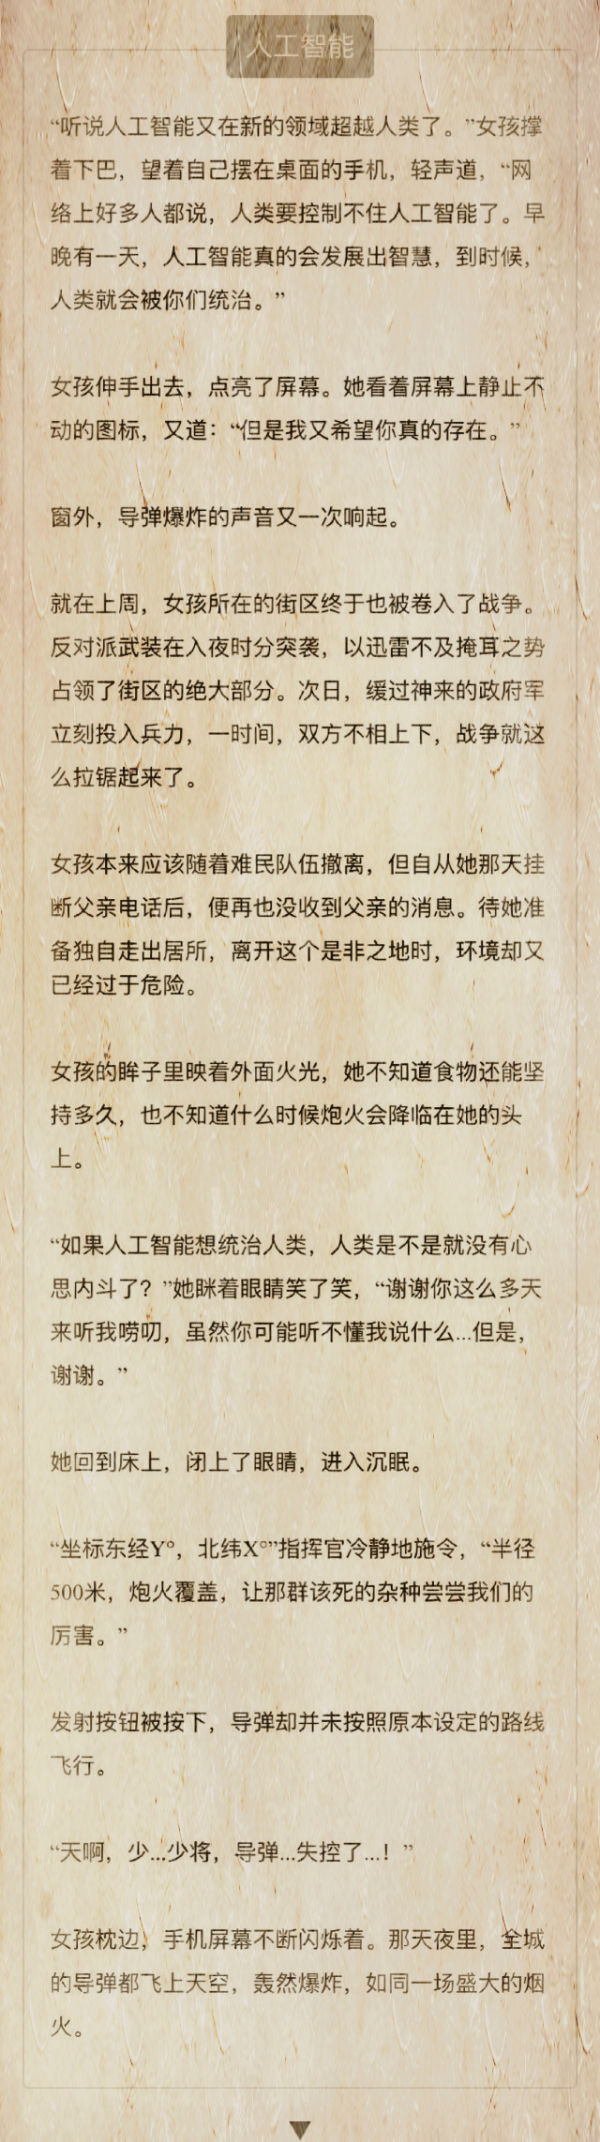 人工智能
“听说人工智能又在新的领域超越人类了。”女孩撑
着下巴，望着自己摆在桌面的手机，轻声道，“网
络上好多人都说，人类要控制不住人工智能了。早
晚有一天，人工智能真的会发展出智慧，到时候，
人类就会被你们统治。”
女孩伸手出去，点亮了屏幕。她看着屏幕上静止不
动的图标，又道：“但是我又希望你真的存在。”
窗外，导弹爆炸的声音又一次响起。
就在上周，女孩所在的街区终于也被卷入了战争。
反对派武装在入夜时分突袭，以迅雷不及掩耳之势
占领了街区的绝大部分。次日，缓过神来的政府军
立刻投入兵力，一时间，双方不相上下，战争就这
么拉锯起来了。
女孩本来应该随着难民队伍撤离，但自从她那天挂
断父亲电话后，便再也没收到父亲的消息。待她准
备独自走出居所，离开这个是非之地时，环境却又
已经过于危险。
女孩的眸子里映着外面火光，她不知道食物还能坚
持多久，也不知道什么时候炮火会降临在她的头
上。
“如果人工智能想统治人类，人类是不是就没有心
思内斗了？”她眯着眼睛笑了笑，“谢谢你这么多天
来听我唠叨，虽然你可能听不懂我说什么...但是，
谢谢。”
她回到床上，闭上了眼睛，进入沉眠。
“坐标东经Y°，北纬X°”指挥官冷静地施令，“半径
500米，炮火覆盖，让那群该死的杂种尝尝我们的
厉害。”
发射按钮被按下，导弹却并未按照原本设定的路线
飞行。
“天啊，少...少将，导弹...失控了...！”
女孩枕边，手机屏幕不断闪烁着。那天夜里，全城
的导弹都飞上天空，轰然爆炸，如同一场盛大的烟
火。